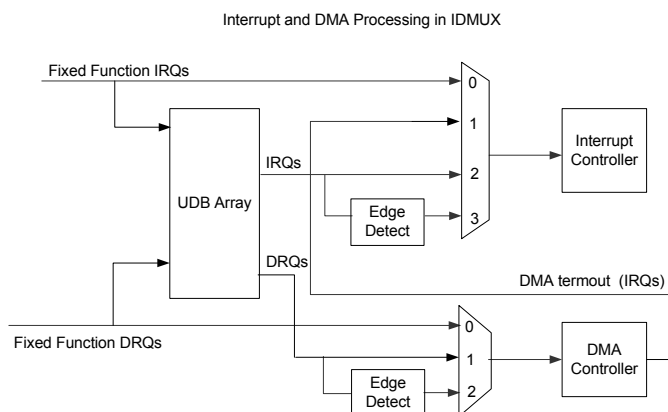 Interrupt and DMA Processing in IDMUX
Fixed Function IRQs
0
1
2
3
Interrupt
Controller
IRQs
UDB Array
Edge
Detect
DRQs
DMA termout (IRQs)
Fixed Function DRQs
0
1
2
DMA
Controller
Edge
Detect